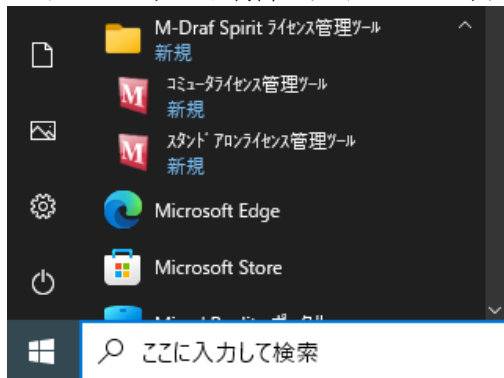 M-Draf Spirit ﾗｲｾﾝｽ管理ﾂｰﾙ
新規
ｺﾐｭｰﾀﾗｲｾﾝｽ管理ﾂｰﾙ
新規
ｽﾀﾝﾄﾞｱﾛﾝﾗｲｾﾝｽ管理ﾂｰﾙ
新規
Microsoft Edge
Microsoft Store
ここに入力して検索